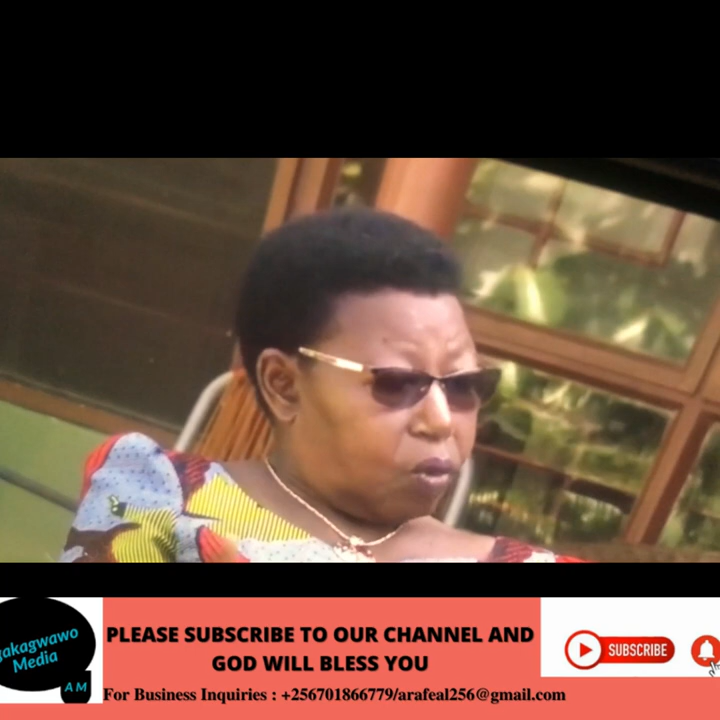 gakagwawo
Media
A M
PLEASE SUBSCRIBE TO OUR CHANNEL AND
GOD WILL BLESS YOU
SUBSCRIBE
For Business Inquiries : +256701866779/arafeal256@gmail.com